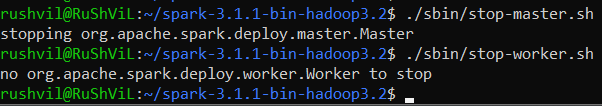 rushvil@RuShViL:~/spark-3.1.1-bin-hadoop3.2$ ./sbin/stop-master.sh
stopping org.apache.spark.deploy.master.Master
rushvil@RuShViL:~/spark-3.1.1-bin-hadoop3.2$ ./sbin/stop-worker.sh
no org.apache.spark.deploy.worker.Worker to stop
rushvil@RuShViL:~/spark-3.1.1-bin-hadoop3.2$